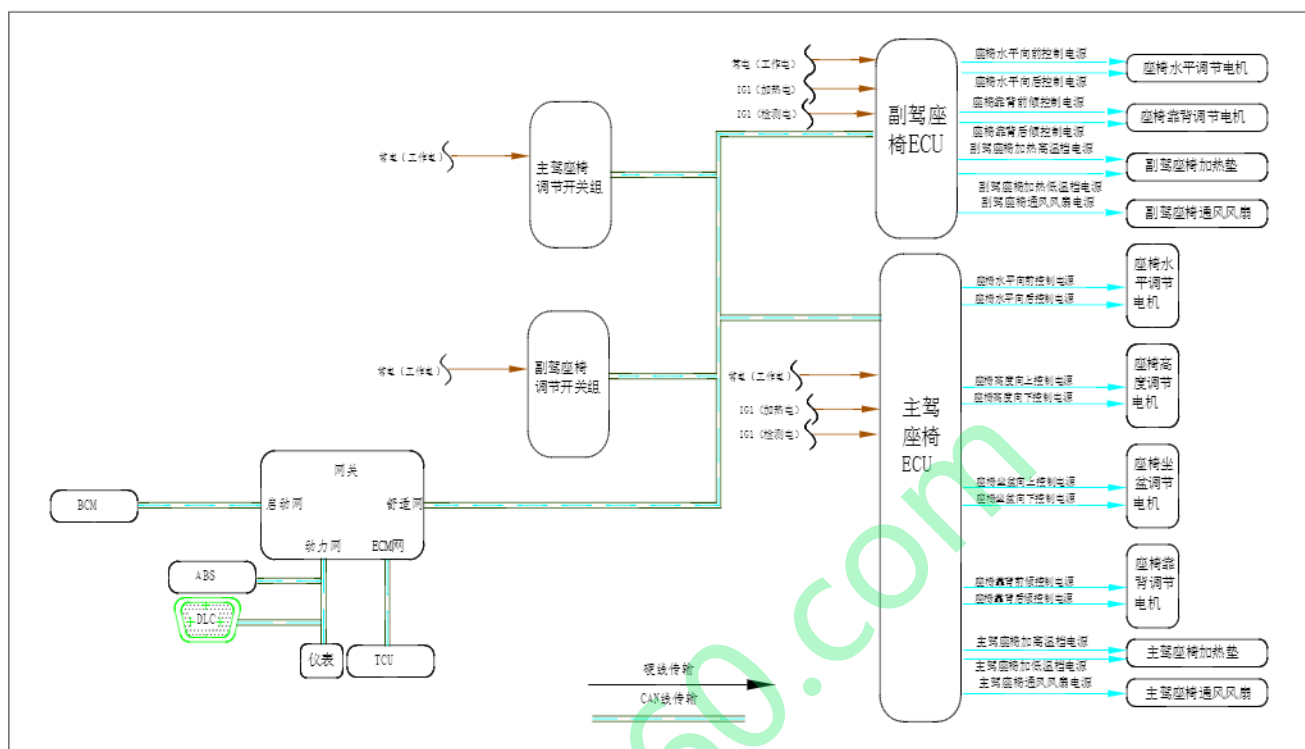 常电（工作电）
IG1（加热电）
IG1（检测电）
副驾座
椅ECU
座椅水平向前控制电源
座椅水平向后控制电源
座椅靠背前倾控制电源
座椅靠背后倾控制电源
副驾座椅加热高温档电源
副驾座椅加热低温档电源
副驾座椅通风风扇电源
座椅水平调节电机
座椅靠背调节电机
副驾座椅加热垫
副驾座椅通风风扇
常电（工作电）
主驾座椅
调节开关组
常电（工作电）
副驾座椅
调节开关组
常电（工作电）
IG1（加热电）
IG1（检测电）
主驾
座椅
ECU
座椅水平向前控制电源
座椅水平向后控制电源
座椅水
平调节
电机
座椅高度向上控制电源
座椅高度向下控制电源
座椅高
度调节
电机
座椅坐盆向上控制电源
座椅坐盆向下控制电源
座椅坐
盆调节
电机
座椅靠背前倾控制电源
座椅靠背后倾控制电源
座椅靠
背调节
电机
主驾座椅加高温档电源
主驾座椅加低温档电源
主驾座椅通风风扇电源
主驾座椅加热垫
主驾座椅通风风扇
网关
启动网
舒适网
动力网
ECM网
BCM
ABS
DLC
仪表
TCU
硬线传输
CAN线传输
60.com